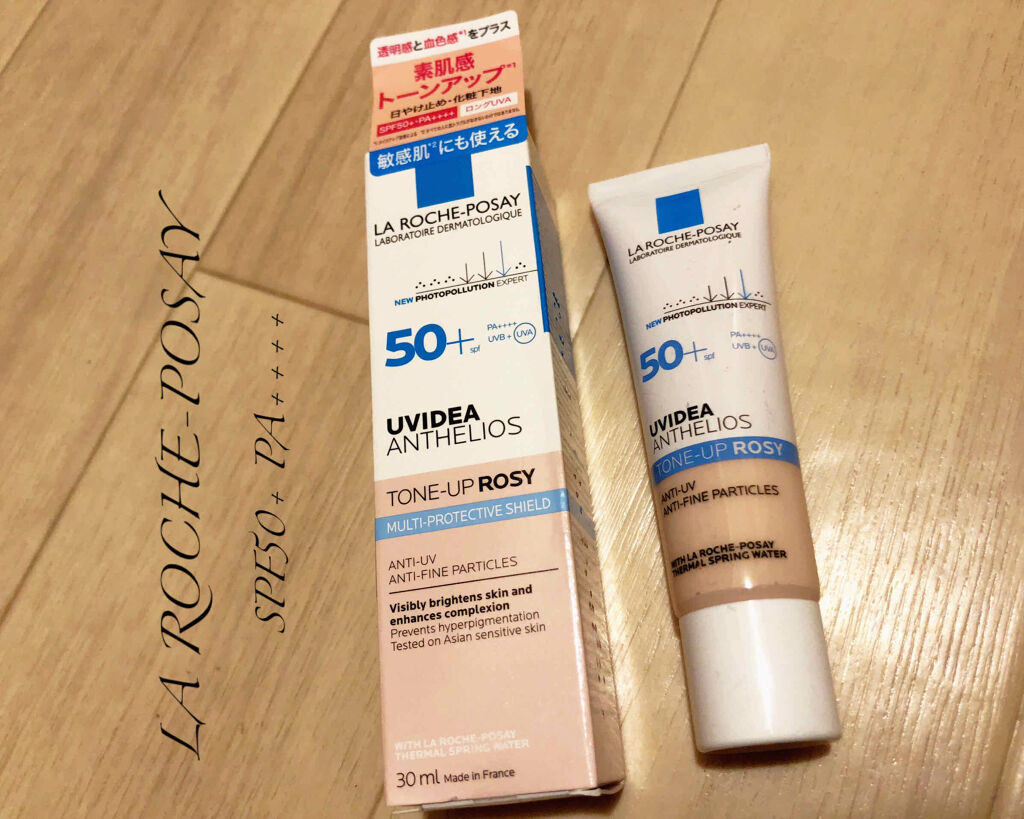 LA ROCHE-POSAY
SPF50+ PA++++
透明感と血色感*1をプラス
素肌感
トーンアップ*1
日やけ止め・化粧下地
SPF50+・PA++++ ロングUVA
敏感肌*2にも使える
LA ROCHE-POSAY
LABORATOIRE DERMATOLOGIQUE
NEW PHOTOPOLLUTION EXPERT
50+ spf
PA++++
UVB + UVA
UVIDEA
ANTHELIOS
TONE-UP ROSY
MULTI-PROTECTIVE SHIELD
ANTI-UV
ANTI-FINE PARTICLES
Visibly brightens skin and
enhances complexion
Prevents hyperpigmentation
Tested on Asian sensitive skin
WITH LA ROCHE-POSAY
THERMAL SPRING WATER
30 ml Made in France
LA ROCHE-POSAY
LABORATOIRE DERMATOLOGIQUE
NEW PHOTOPOLLUTION EXPERT
50+ spf
PA++++
UVB + UVA
UVIDEA
ANTHELIOS
TONE-UP ROSY
ANTI-UV
ANTI-FINE PARTICLES
WITH LA ROCHE-POSAY
THERMAL SPRING WATER